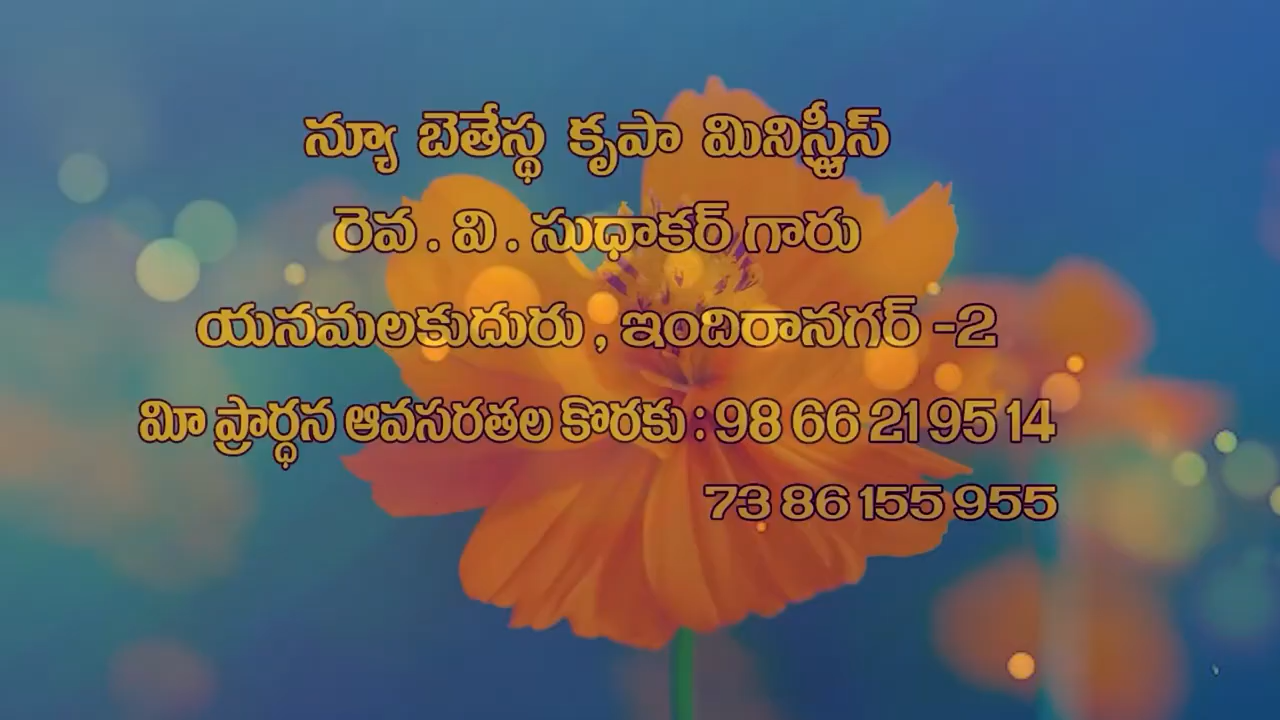 న్యూ బెతేస్థ కృపా మినిస్ట్రీస్
రెవ . వి . సుధాకర్ గారు
యనమలకుదురు , ఇందిరానగర్ -2
మీ ప్రార్థన ఆవసరతల కొరకు : 98 66 21 95 14
73 86 155 955